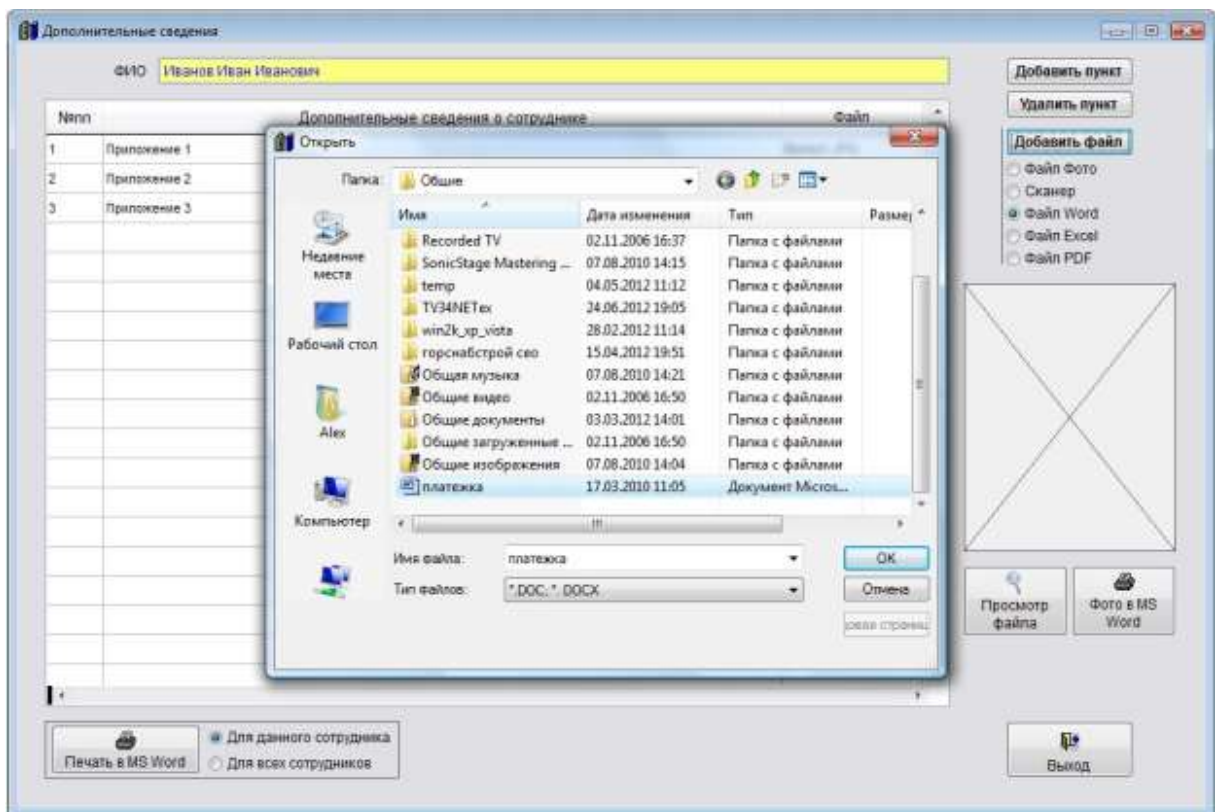 Дополнительные сведения
ФИО Иванов Иван Иванович
Добавить пункт
Удалить пункт
Добавить файл
Файл Фото
Сканер
Файл Word
Файл Excel
Файл PDF
№пп Дополнительные сведения о сотруднике Файл
1 Приложение 1
2 Приложение 2
3 Приложение 3
Открыть
Папка: Общие
Имя Дата изменения Тип Размер
Recorded TV 02.11.2006 16:37 Папка с файлами
SonicStage Mastering ... 07.08.2010 14:15 Папка с файлами
temp 04.05.2012 11:12 Папка с файлами
TV34NETex 24.06.2012 19:05 Папка с файлами
win2k_xp_vista 28.02.2012 11:14 Папка с файлами
горснабстрой сео 15.04.2012 19:51 Папка с файлами
Общая музыка 07.08.2010 14:21 Папка с файлами
Общие видео 02.11.2006 16:50 Папка с файлами
Общие документы 03.03.2012 14:01 Папка с файлами
Общие загруженные ... 02.11.2006 16:50 Папка с файлами
Общие изображения 07.08.2010 14:04 Папка с файлами
платежка 17.03.2010 11:05 Документ Micros...
Недавние
места
Рабочий стол
Alex
Компьютер
Имя файла: платежка
Тип файлов: *.DOC, *.DOCX
OK
Отмена
Просмотр
файла
Фото в MS
Word
Печать в MS Word
Для данного сотрудника
Для всех сотрудников
Выход